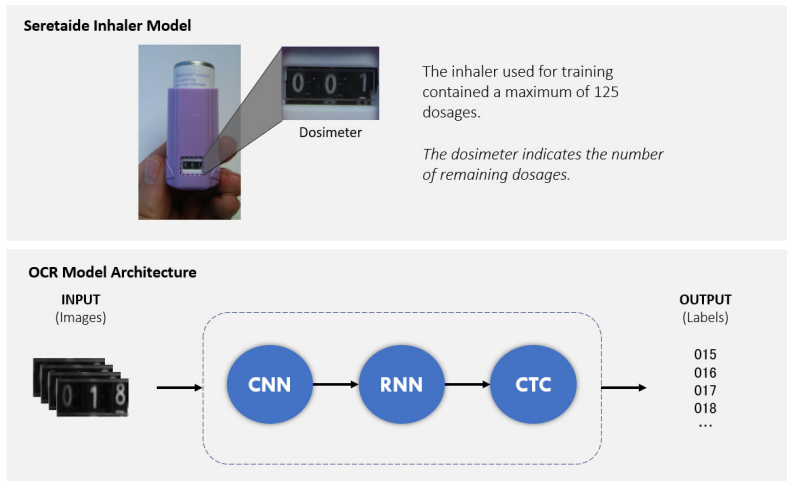 Seretaide Inhaler Model
0 0 1
Dosimeter
The inhaler used for training
contained a maximum of 125
dosages.
The dosimeter indicates the number
of remaining dosages.
OCR Model Architecture
INPUT
(Images)
0 1 8
CNN
RNN
CTC
OUTPUT
(Labels)
015
016
017
018
...